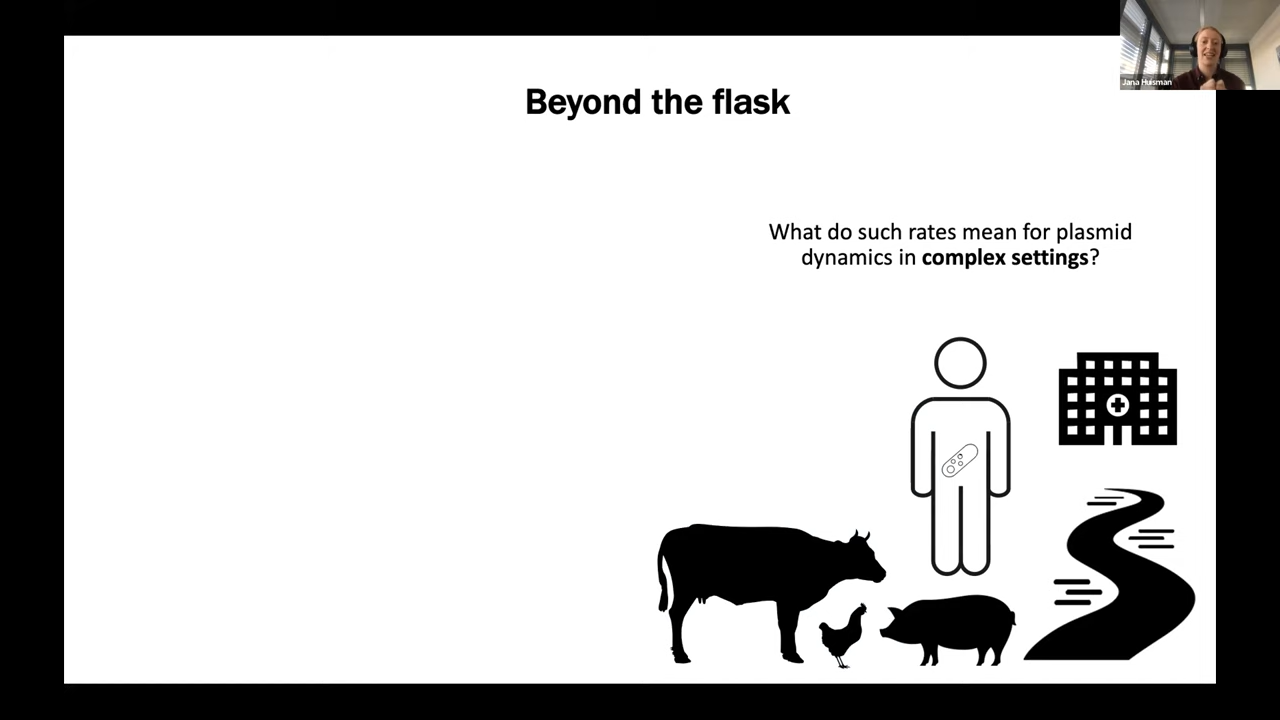 Beyond the flask
Jana Huisman
What do such rates mean for plasmid
dynamics in complex settings?